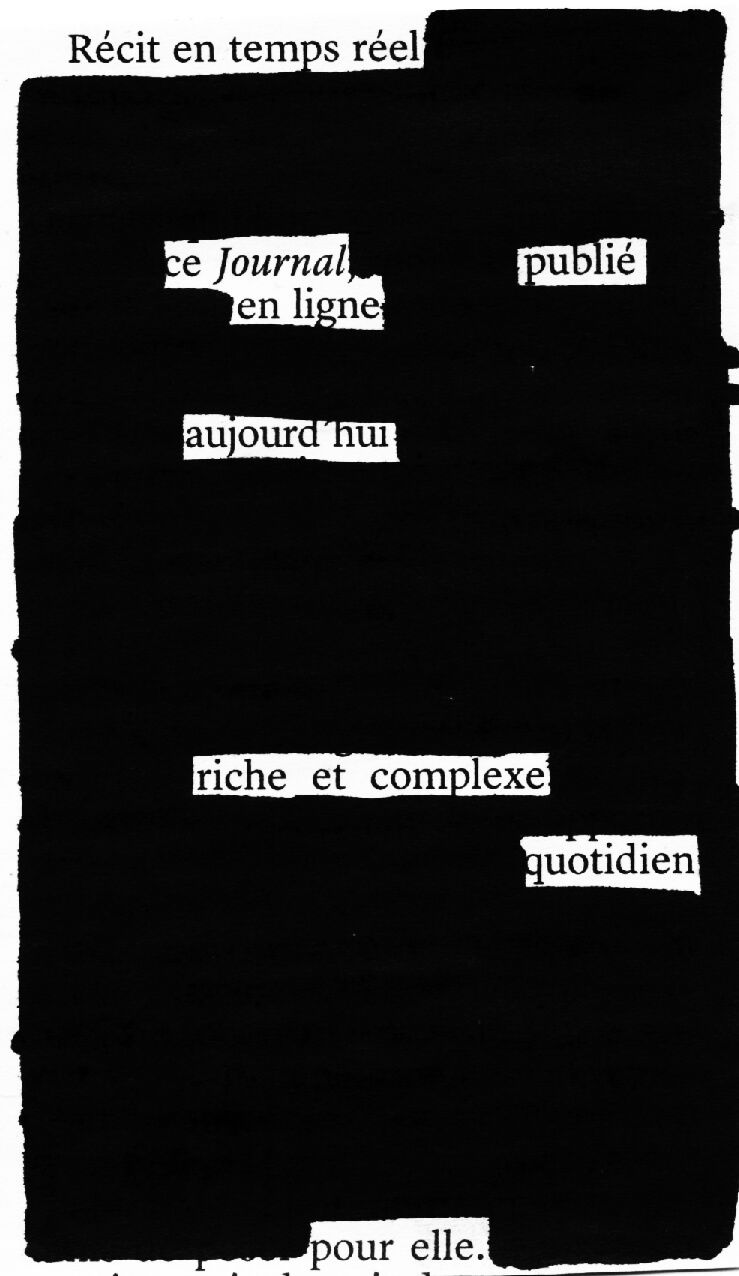 Récit en temps réel
ce Journal, publié
en ligne
aujourd'hui
riche et complexe
quotidien
pour elle.